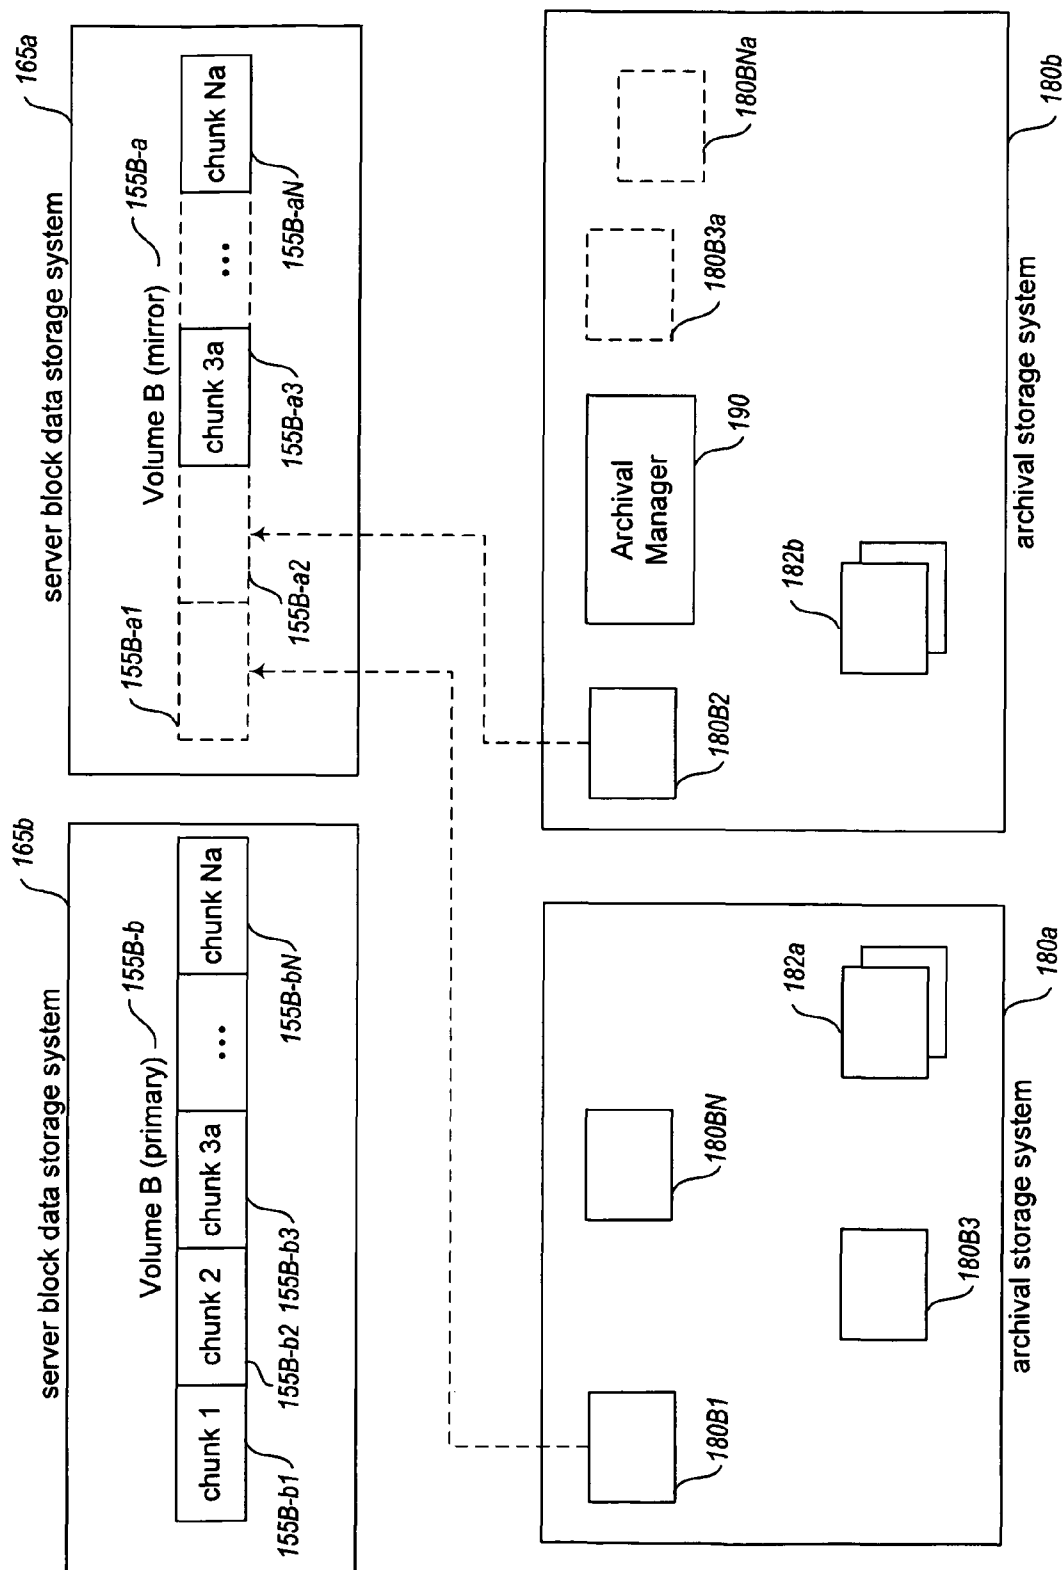 server block data storage system
165b
Volume B (primary)
155B-b
chunk 1
chunk 2
chunk 3a
...
chunk Na
155B-b1
155B-b2
155B-b3
155B-bN
server block data storage system
165a
155B-a1
Volume B (mirror)
155B-a
chunk 3a
...
chunk Na
155B-a2
155B-a3
155B-aN
180B1
180BN
180B3
182a
archival storage system
180a
180B2
Archival
Manager
190
180B3a
180BNa
182b
archival storage system
180b